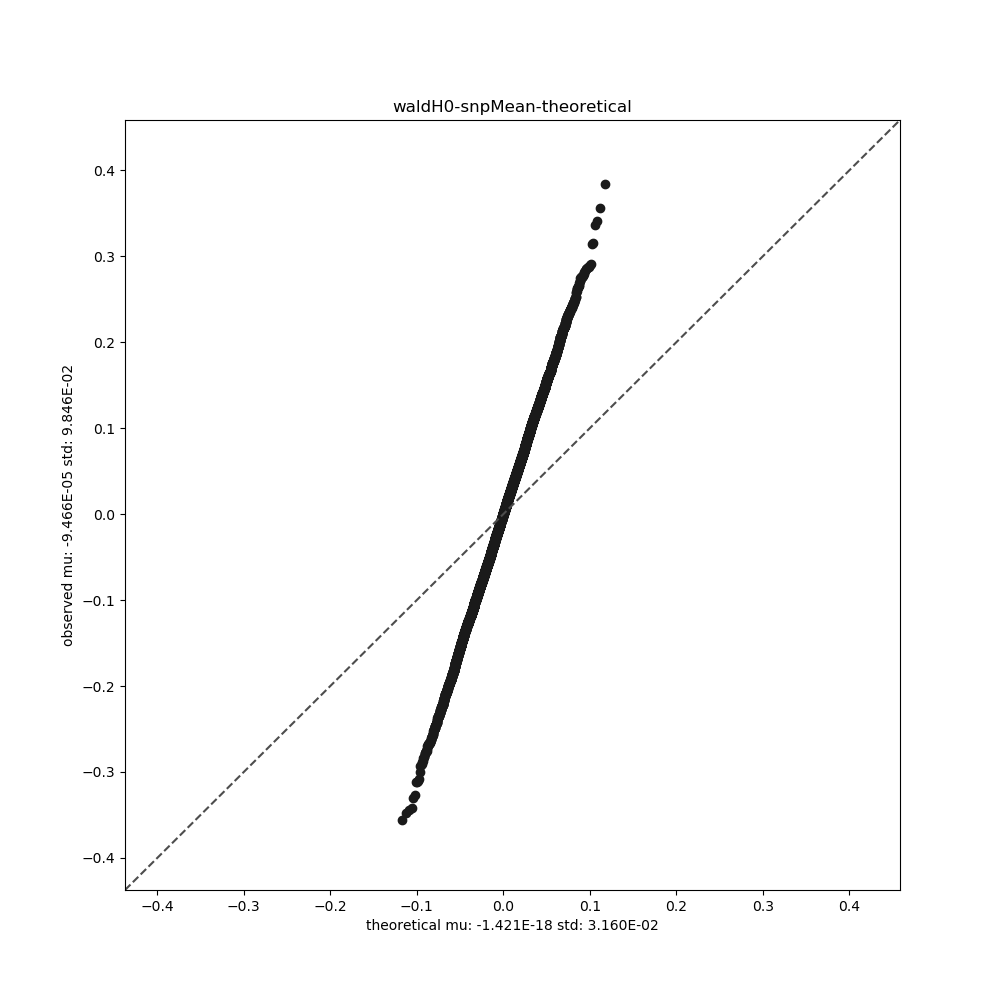 waldH0-snpMean-theoretical
observed mu: -9.466E-05 std: 9.846E-02
0.4
0.3
0.2
0.1
0.0
−0.1
−0.2
−0.3
−0.4
−0.4 −0.3 −0.2 −0.1 0.0 0.1 0.2 0.3 0.4
theoretical mu: -1.421E-18 std: 3.160E-02